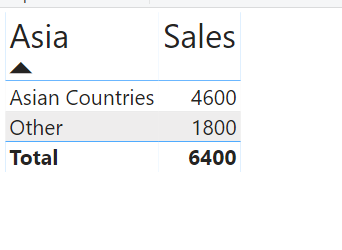 Asia Sales
Asian Countries 4600
Other 1800
Total 6400